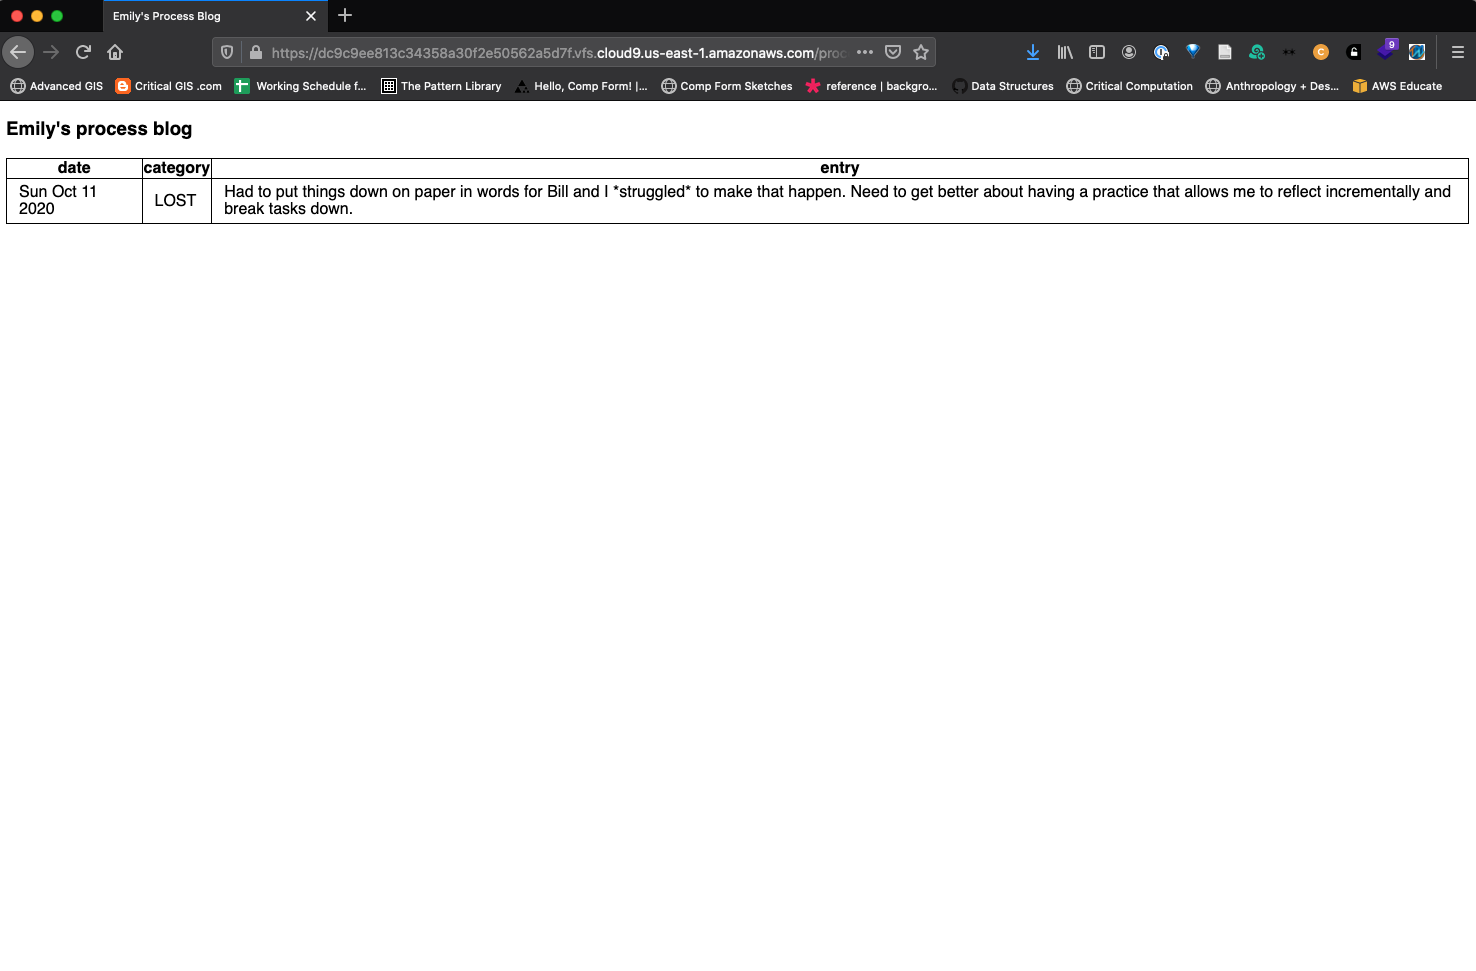 Emily's Process Blog
https://dc9c9ee813c34358a30f2e50562a5d7f.vfs.cloud9.us-east-1.amazonaws.com/proc
9
Advanced GIS Critical GIS .com Working Schedule f... The Pattern Library Hello, Comp Form! |... Comp Form Sketches reference | backgro... Data Structures Critical Computation Anthropology + Des... AWS Educate
Emily's process blog
date category entry
Sun Oct 11
2020
LOST
Had to put things down on paper in words for Bill and I *struggled* to make that happen. Need to get better about having a practice that allows me to reflect incrementally and
break tasks down.